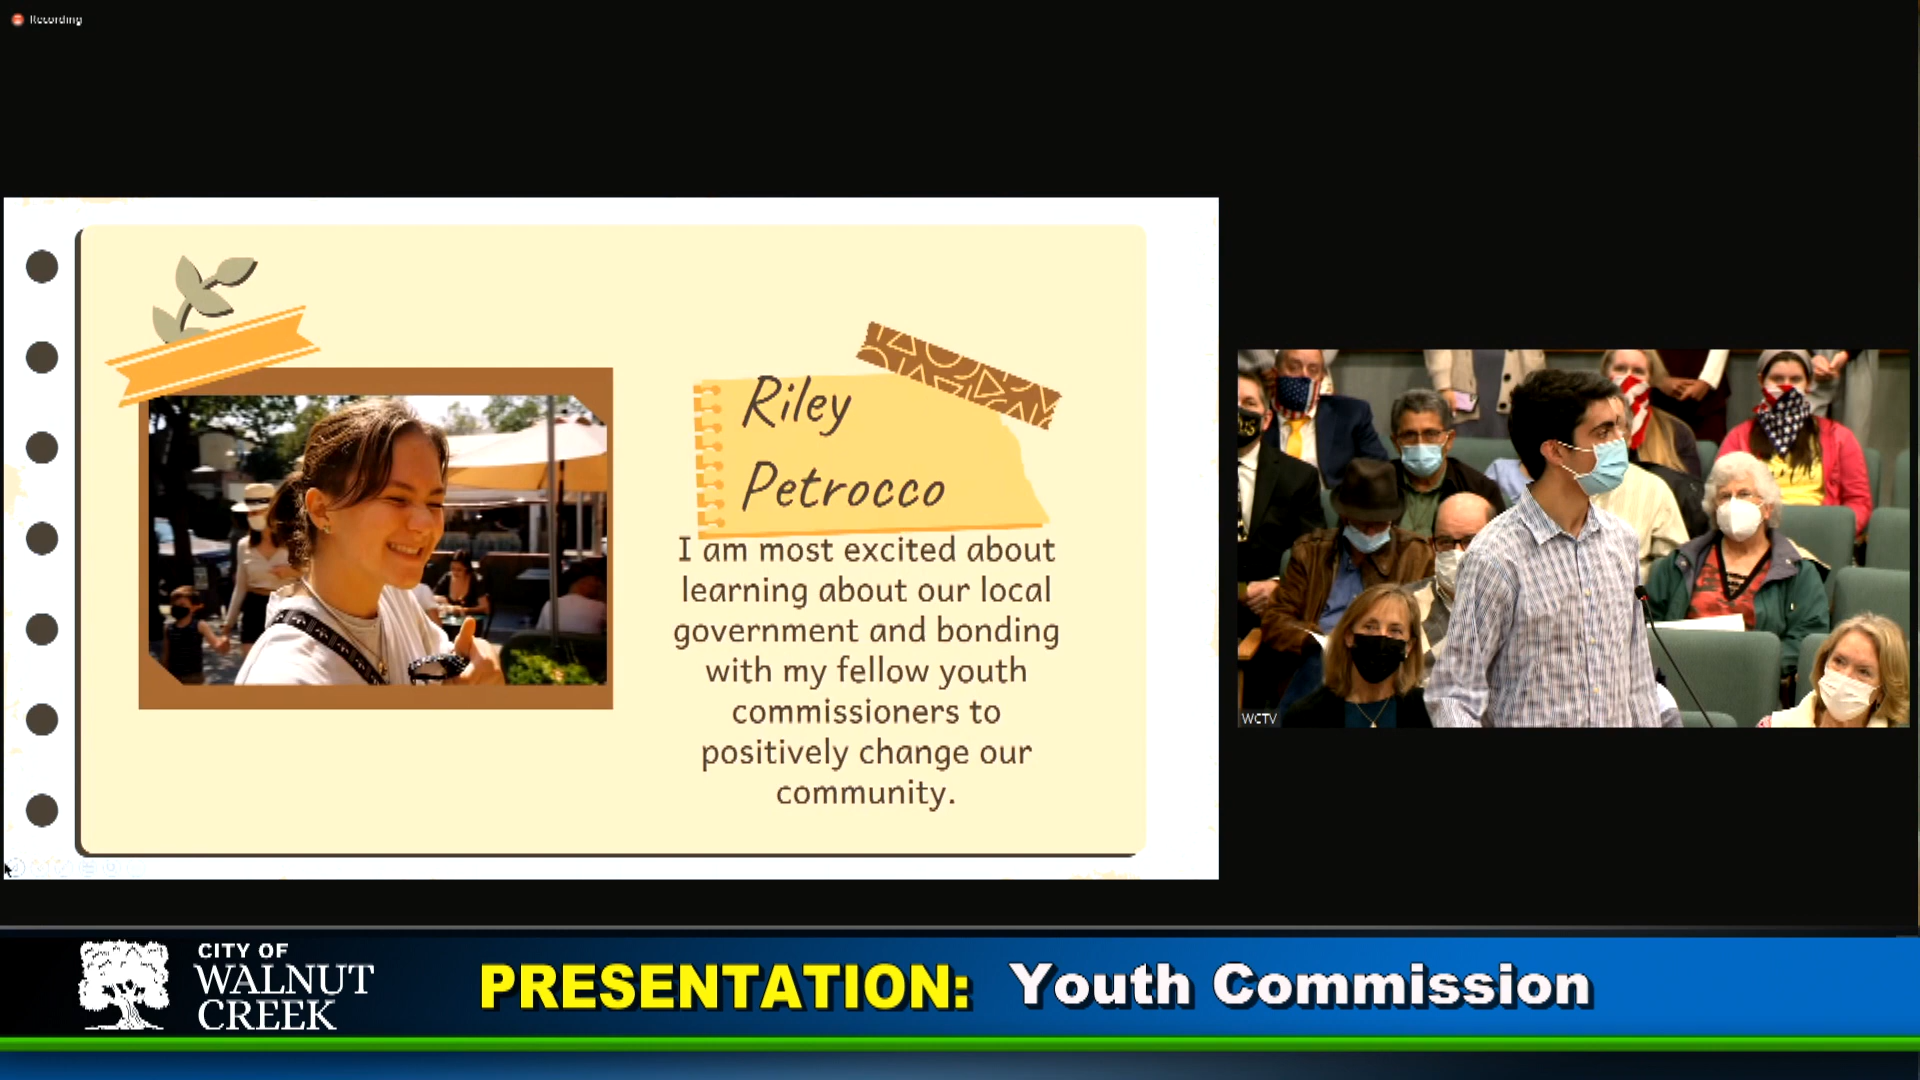 Recording
Riley
Petrocco
I am most excited about
learning about our local
government and bonding
with my fellow youth
commissioners to
positively change our
community.
WCTV
CITY OF
WALNUT
CREEK
PRESENTATION: Youth Commission